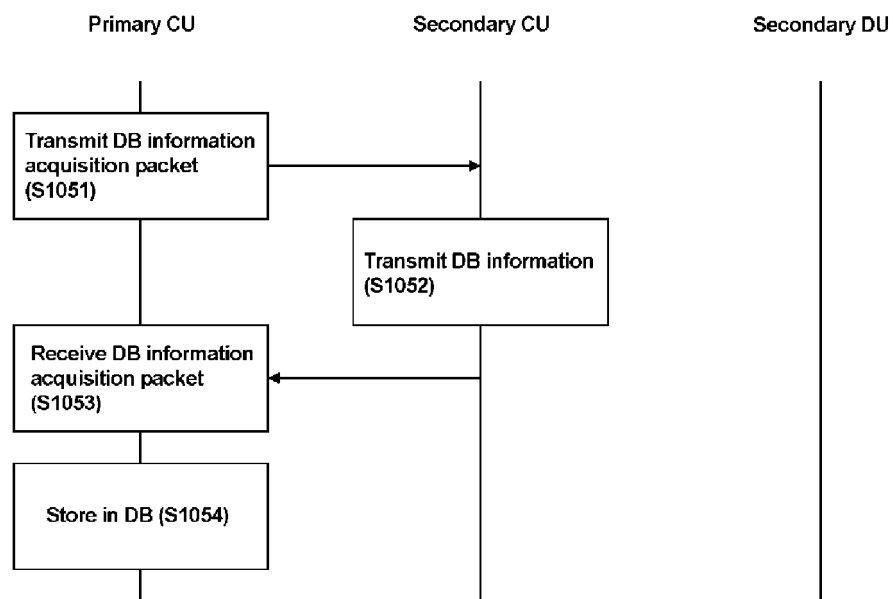 Primary CU
Secondary CU
Secondary DU
Transmit DB information
acquisition packet
(S1051)
Transmit DB information
(S1052)
Receive DB information
acquisition packet
(S1053)
Store in DB (S1054)